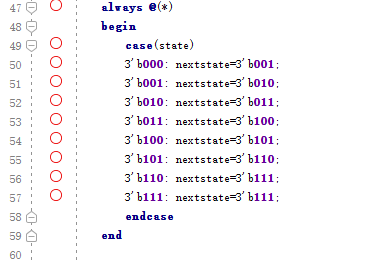 47 always @(*)
48 begin
49 case(state)
50 3'b000: nextstate=3'b001;
51 3'b001: nextstate=3'b010;
52 3'b010: nextstate=3'b011;
53 3'b011: nextstate=3'b100;
54 3'b100: nextstate=3'b101;
55 3'b101: nextstate=3'b110;
56 3'b110: nextstate=3'b111;
57 3'b111: nextstate=3'b111;
58 endcase
59 end
60